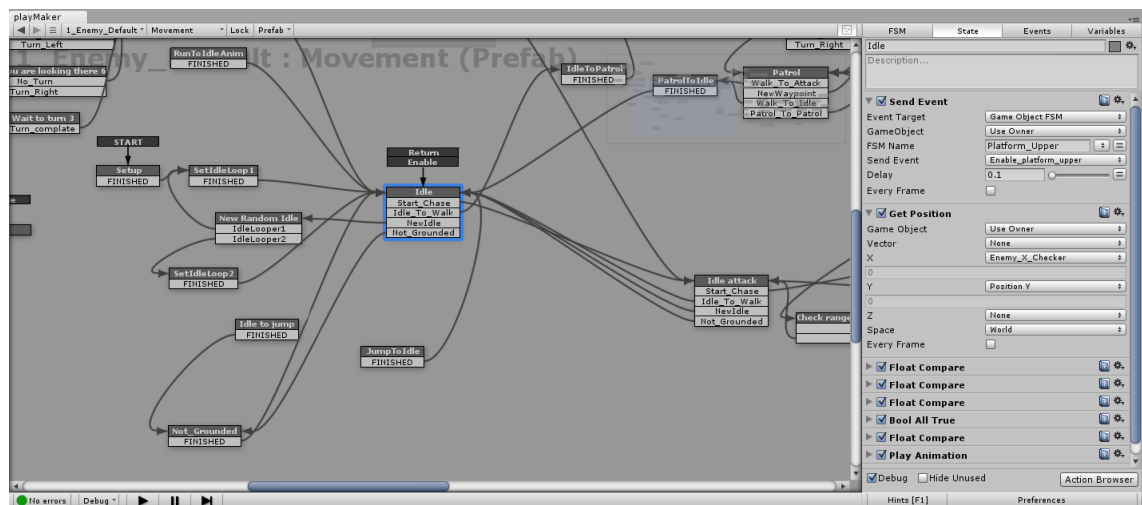 playMaker
1_Enemy_Default Movement Lock Prefab
1_Enemy_Default : Movement (Prefab)
Turn_Left
you are looking there 6
No_Turn
Turn_Right
Wait to turn 3
Turn_complate
START
Setup
FINISHED
RunToIdleAnim
FINISHED
SetIdleLoop1
FINISHED
New Random Idle
IdleLooper1
IdleLooper2
SetIdleLoop2
FINISHED
Idle to jump
FINISHED
Not_Grounded
FINISHED
Return
Enable
Idle
Start_Chase
Idle_To_Walk
NewIdle
Not_Grounded
JumpToIdle
FINISHED
IdleToPatrol
FINISHED
PatrolToIdle
FINISHED
Turn_Right
Patrol
Walk_To_Attack
NewWaypoint
Walk_To_Idle
Patrol_To_Patrol
Idle attack
Start_Chase
Idle_To_Walk
NevIdle
Not_Grounded
Check range
No errors Debug
FSM State Events Variables
Idle
Description...
Send Event
Event Target Game Object FSM
GameObject Use Owner
FSM Name Platform_Upper
Send Event Enable_platform_upper
Delay 0.1
Every Frame
Get Position
Game Object Use Owner
Vector None
X Enemy_X_Checker
0
Y Position Y
0
Z None
Space World
Every Frame
Float Compare
Float Compare
Float Compare
Bool All True
Float Compare
Play Animation
Debug Hide Unused Action Browser
Hints [F1] Preferences